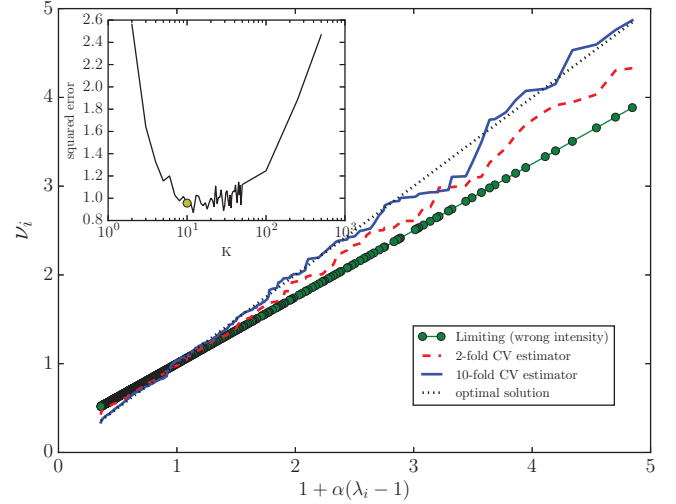 5
4
3
2
1
0
ν_i
0 1 2 3 4 5
1 + α(λ_i − 1)
2.6
2.4
2.2
2.0
1.8
1.6
1.4
1.2
1.0
0.8
squared error
10^0 10^1 10^2 10^3
K
Limiting (wrong intensity)
2-fold CV estimator
10-fold CV estimator
optimal solution